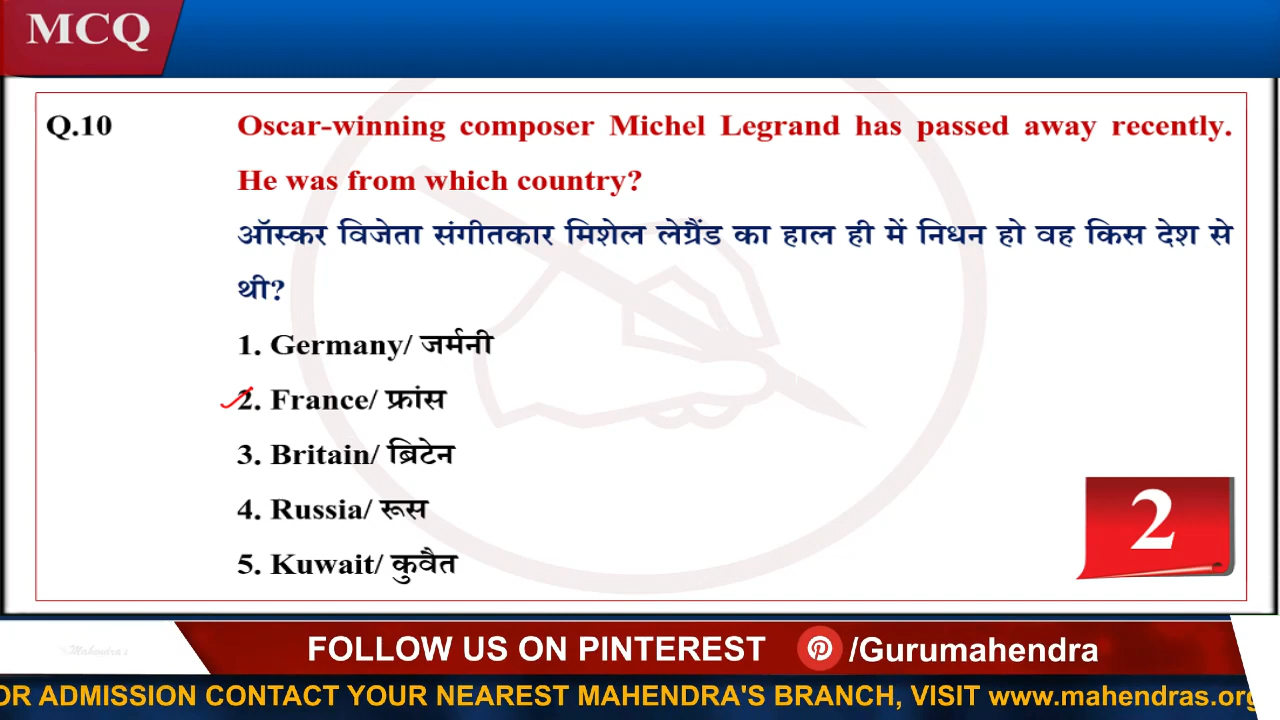 MCQ
Q.10 Oscar-winning composer Michel Legrand has passed away recently.
He was from which country?
ऑस्कर विजेता संगीतकार मिशेल लेग्रैंड का हाल ही में निधन हो वह किस देश से
थी?
1. Germany/ जर्मनी
2. France/ फ्रांस
3. Britain/ ब्रिटेन
4. Russia/ रूस
5. Kuwait/ कुवैत
2
Mahendra's
FOLLOW US ON PINTEREST /Gurumahendra
OR ADMISSION CONTACT YOUR NEAREST MAHENDRA'S BRANCH, VISIT www.mahendras.org